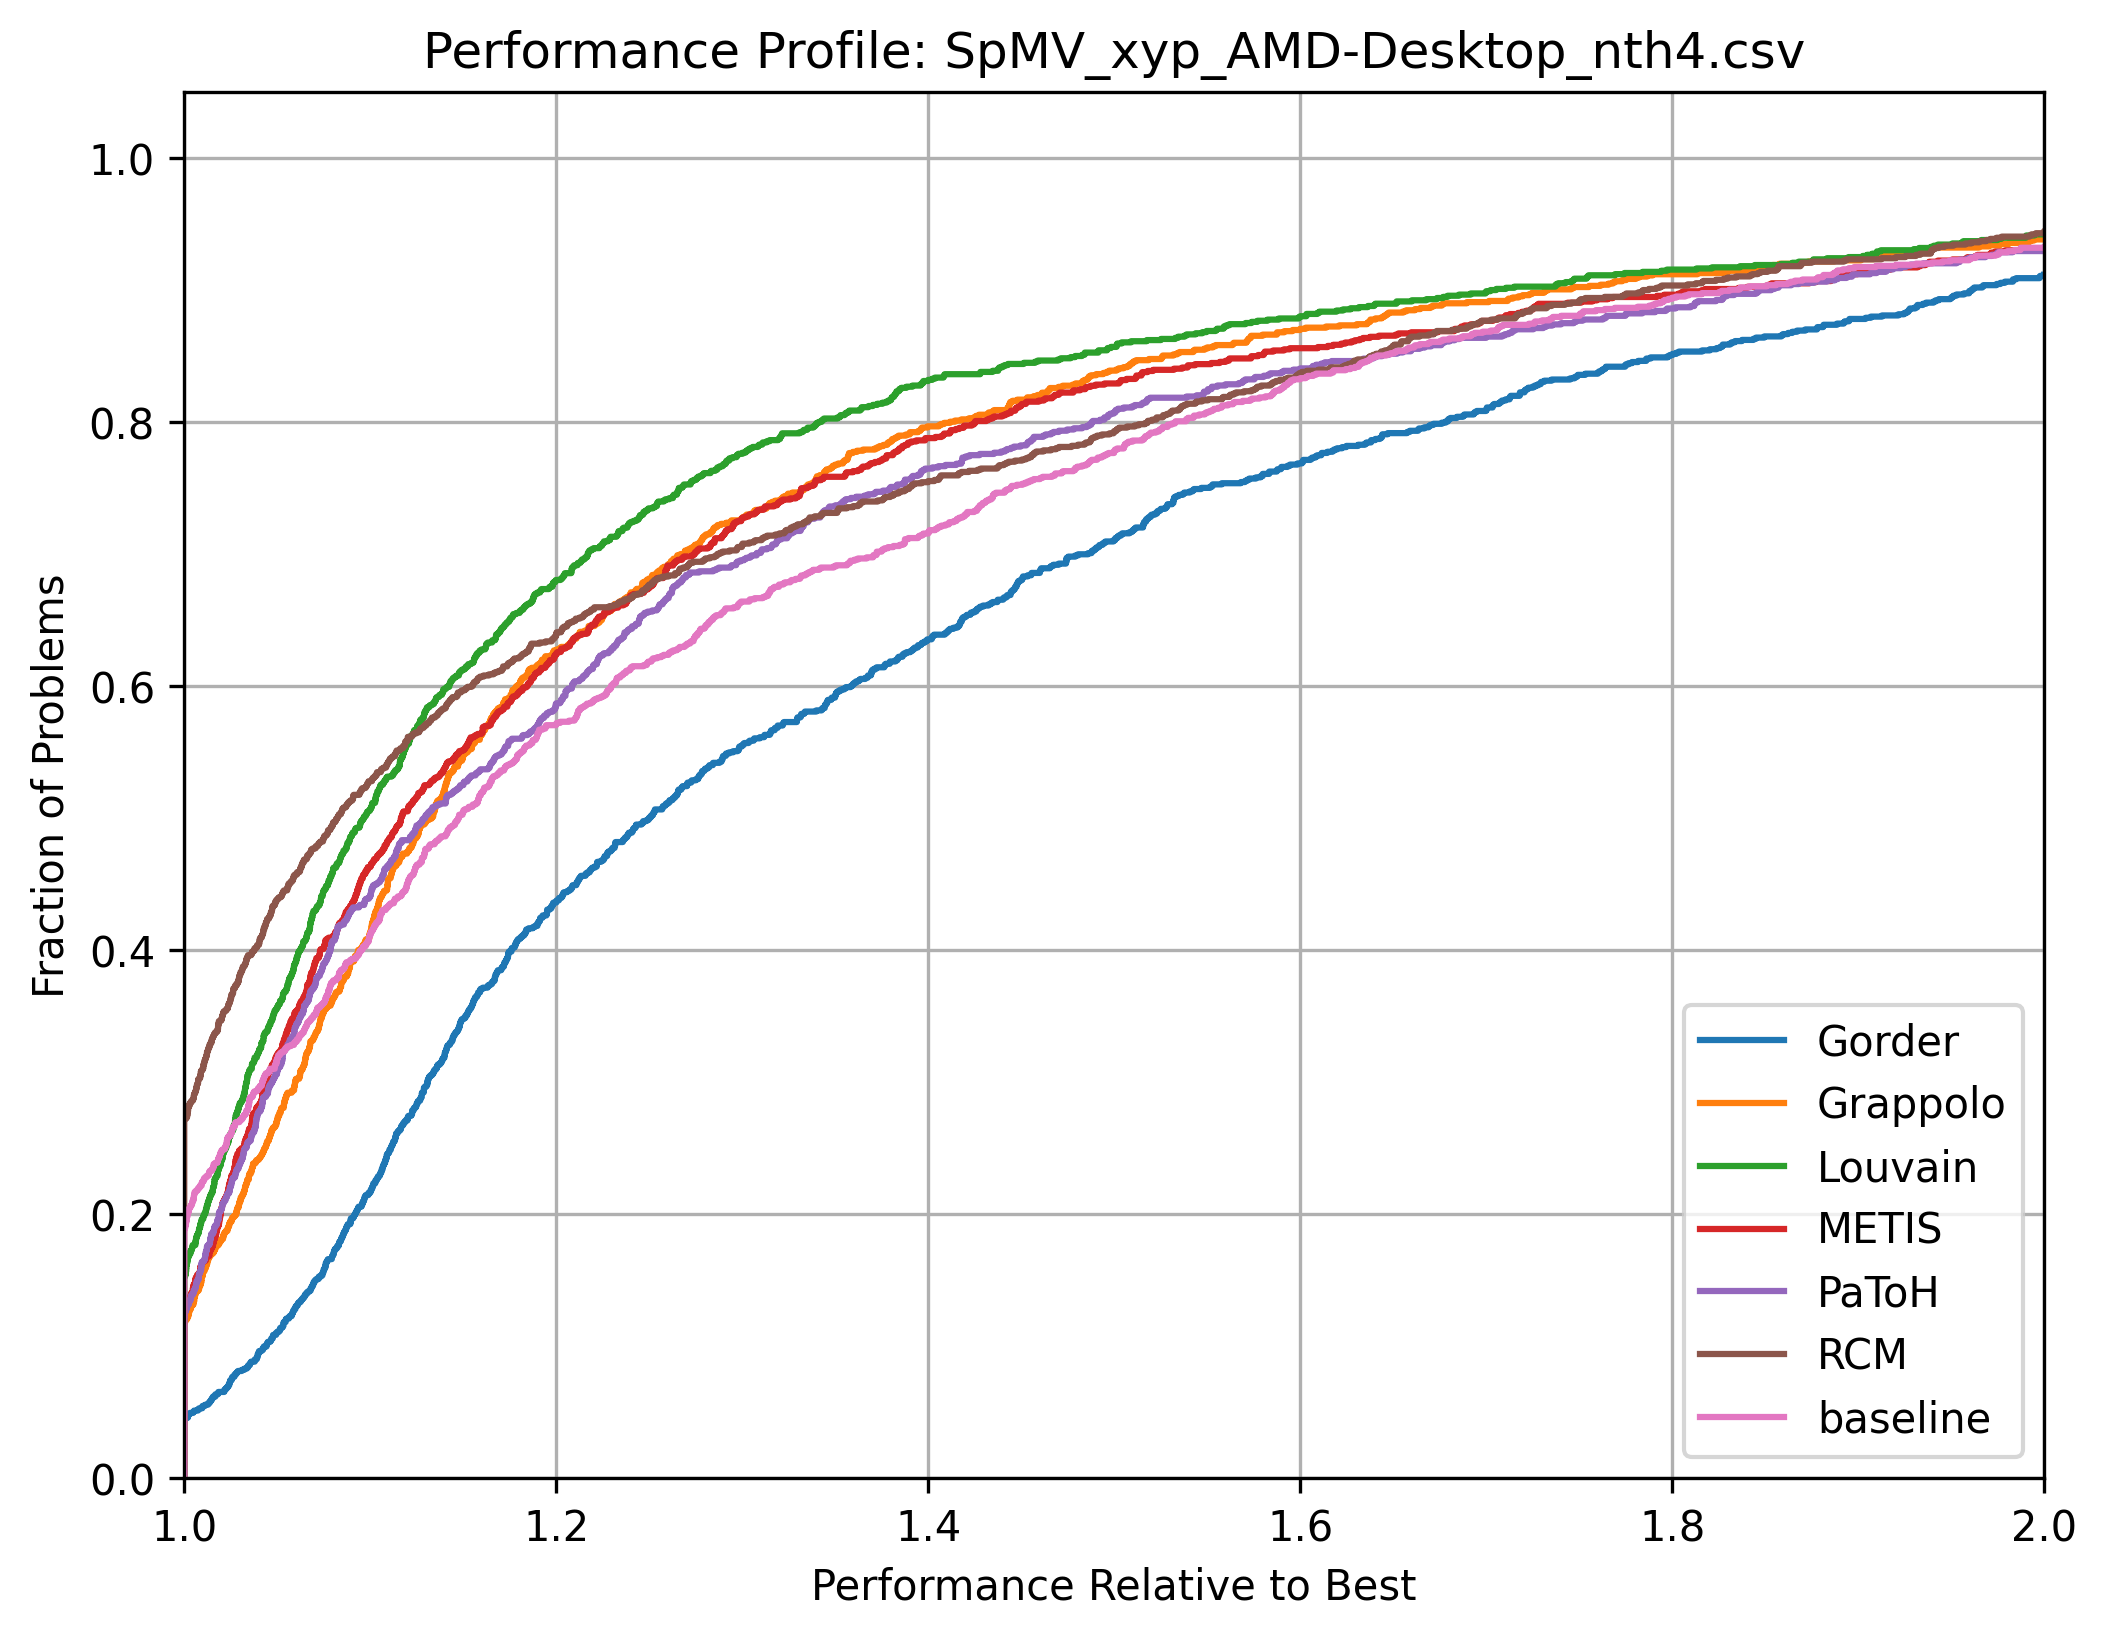 Performance Profile: SpMV_xyp_AMD-Desktop_nth4.csv
Fraction of Problems
1.0
0.8
0.6
0.4
0.2
0.0
1.0 1.2 1.4 1.6 1.8 2.0
Performance Relative to Best
Gorder
Grappolo
Louvain
METIS
PaToH
RCM
baseline